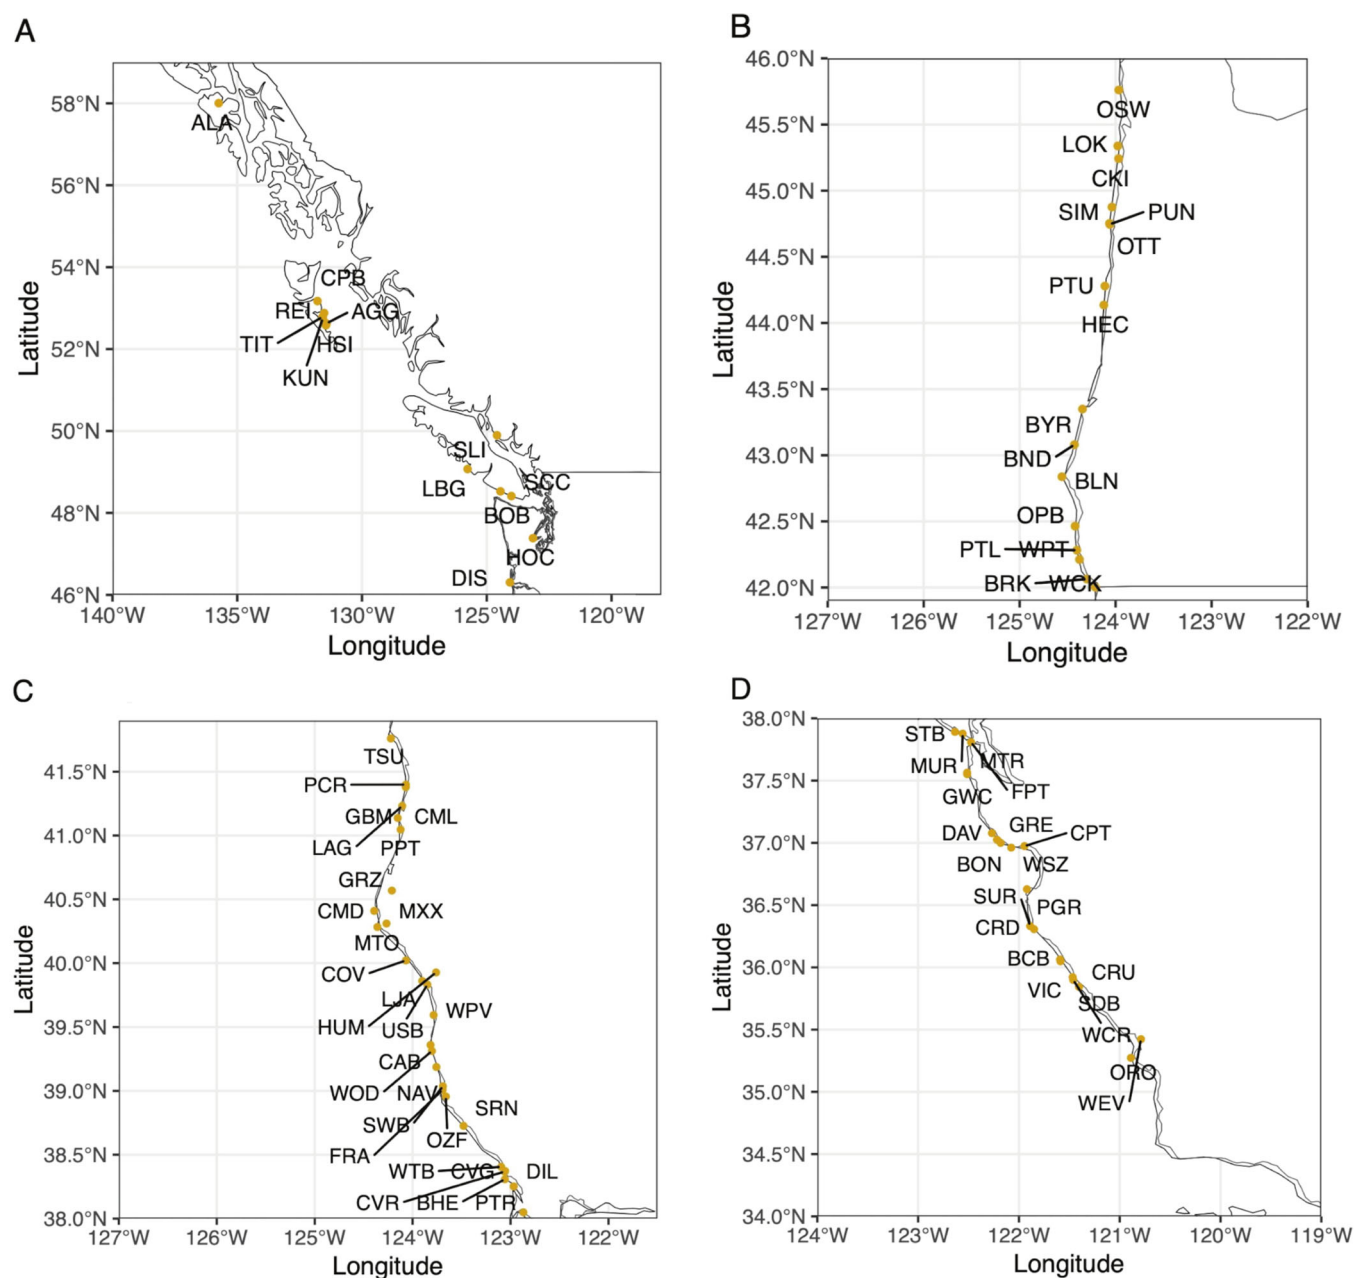 A
58°N
56°N
54°N
52°N
50°N
48°N
46°N
140°W 135°W 130°W 125°W 120°W
Latitude
Longitude
ALA
CPB
REI
AGG
TIT
HSI
KUN
SLI
LBG
SCC
BOB
HOC
DIS
B
46.0°N
45.5°N
45.0°N
44.5°N
44.0°N
43.5°N
43.0°N
42.5°N
42.0°N
127°W 126°W 125°W 124°W 123°W 122°W
Latitude
Longitude
OSW
LOK
CKI
SIM
PUN
OTT
PTU
HEC
BYR
BND
BLN
OPB
PTL
WPT
BRK
WCK
C
41.5°N
41.0°N
40.5°N
40.0°N
39.5°N
39.0°N
38.5°N
38.0°N
127°W 126°W 125°W 124°W 123°W 122°W
Latitude
Longitude
TSU
PCR
GBM
CML
LAG
PPT
GRZ
CMD
MXX
MTO
COV
LJA
WPV
HUM
USB
CAB
WOD
NAV
SRN
SWB
OZF
FRA
WTB
CVG
DIL
CVR
BHE
PTR
D
38.0°N
37.5°N
37.0°N
36.5°N
36.0°N
35.5°N
35.0°N
34.5°N
34.0°N
124°W 123°W 122°W 121°W 120°W 119°W
Latitude
Longitude
STB
MUR
MTR
GWC
FPT
DAV
GRE
CPT
BON
WSZ
SUR
PGR
CRD
BCB
CRU
VIC
SDB
WCR
ORO
WEV